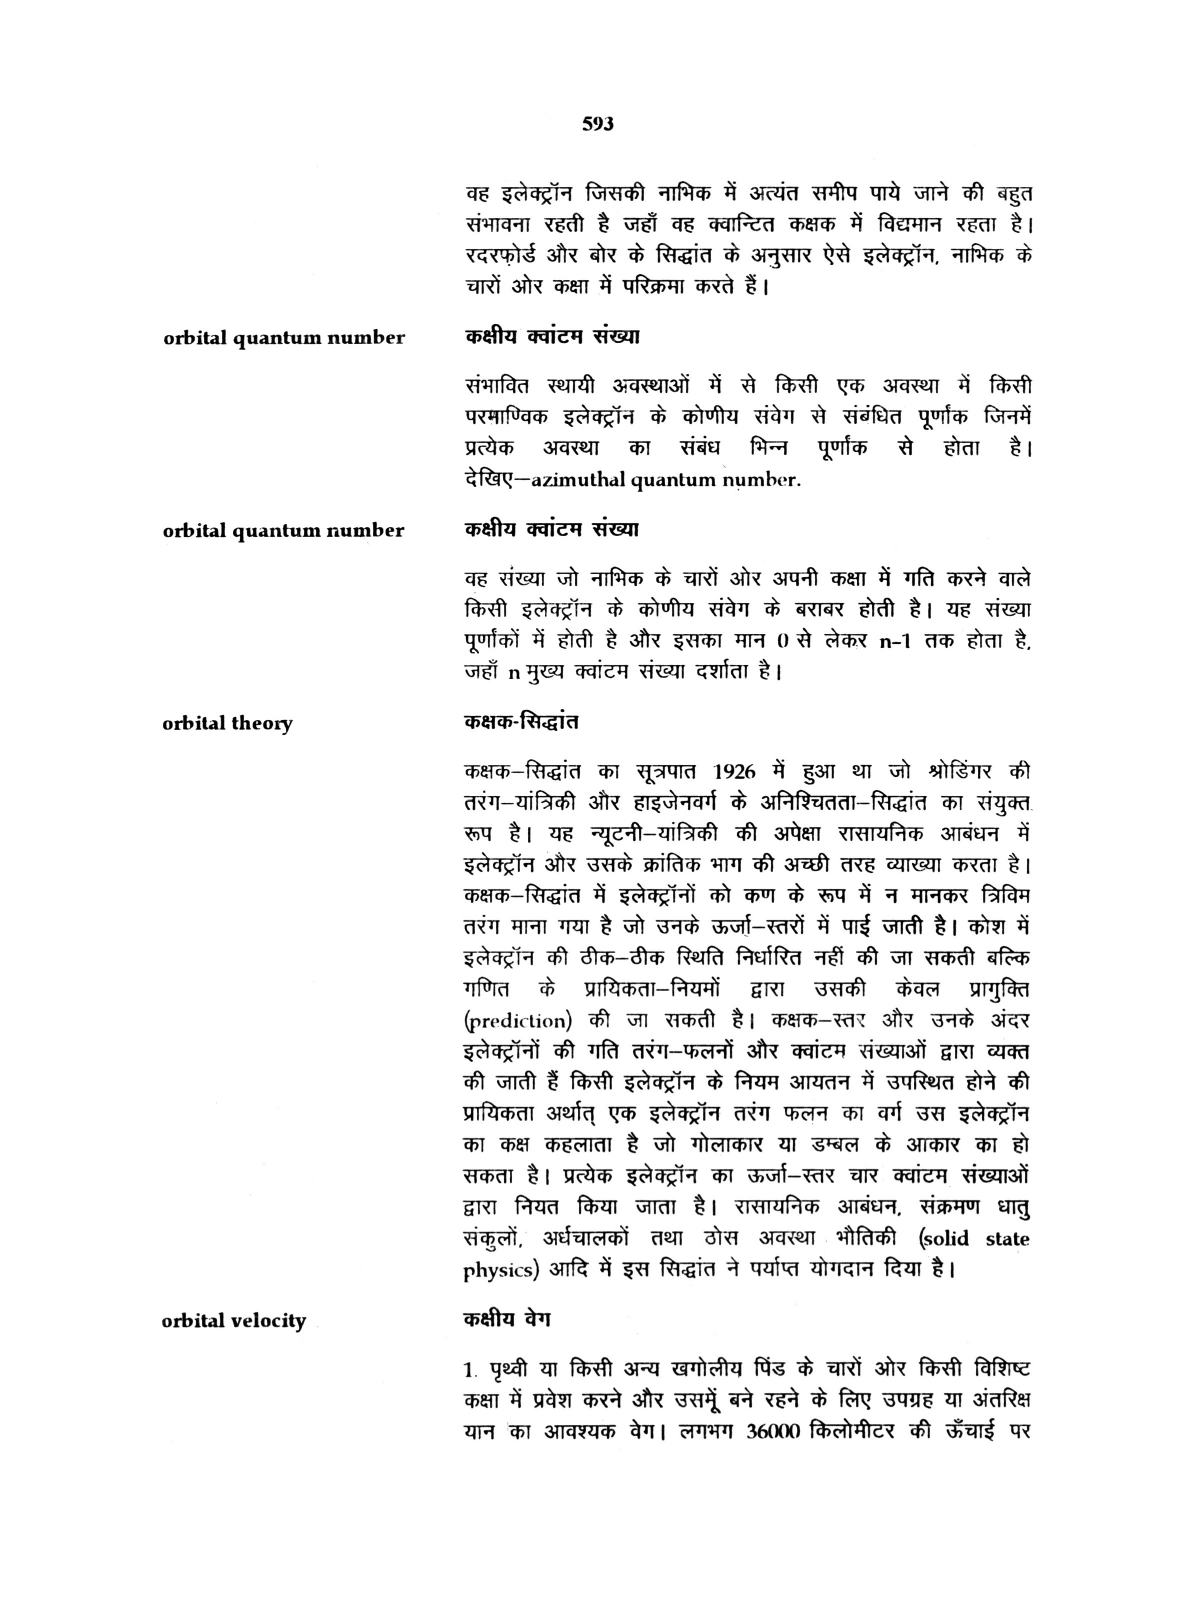 593
वह इलेक्ट्रॉन जिसकी नाभिक में अत्यंत समीप पाये जाने की बहुत
संभावना रहती है जहाँ वह क्वान्टित कक्षक में विद्यमान रहता है।
रदरफ़ोर्ड और बोर के सिद्धांत के अनुसार ऐसे इलेक्ट्रॉन, नाभिक के
चारों ओर कक्षा में परिक्रमा करते हैं।
orbital quantum number कक्षीय क्वांटम संख्या
संभावित स्थायी अवस्थाओं में से किसी एक अवस्था में किसी
परमाण्विक इलेक्ट्रॉन के कोणीय संवेग से संबंधित पूर्णांक जिनमें
प्रत्येक अवस्था का संबंध भिन्न पूर्णांक से होता है।
देखिए–azimuthal quantum number.
orbital quantum number कक्षीय क्वांटम संख्या
वह संख्या जो नाभिक के चारों ओर अपनी कक्षा में गति करने वाले
किसी इलेक्ट्रॉन के कोणीय संवेग के बराबर होती है। यह संख्या
पूर्णांकों में होती है और इसका मान 0 से लेकर n-1 तक होता है,
जहाँ n मुख्य क्वांटम संख्या दर्शाता है।
orbital theory कक्षक-सिद्धांत
कक्षक–सिद्धांत का सूत्रपात 1926 में हुआ था जो श्रोडिंगर की
तरंग–यांत्रिकी और हाइजेनवर्ग के अनिश्चितता–सिद्धांत का संयुक्त
रूप है। यह न्यूटनी–यांत्रिकी की अपेक्षा रासायनिक आबंधन में
इलेक्ट्रॉन और उसके क्रांतिक भाग की अच्छी तरह व्याख्या करता है।
कक्षक–सिद्धांत में इलेक्ट्रॉनों को कण के रूप में न मानकर त्रिविम
तरंग माना गया है जो उनके ऊर्जा–स्तरों में पाई जाती है। कोश में
इलेक्ट्रॉन की ठीक–ठीक स्थिति निर्धारित नहीं की जा सकती बल्कि
गणित के प्रायिकता–नियमों द्वारा उसकी केवल प्रागुक्ति
(prediction) की जा सकती है। कक्षक–स्तर और उनके अंदर
इलेक्ट्रॉनों की गति तरंग–फलनों और क्वांटम संख्याओं द्वारा व्यक्त
की जाती हैं किसी इलेक्ट्रॉन के नियम आयतन में उपस्थित होने की
प्रायिकता अर्थात् एक इलेक्ट्रॉन तरंग फलन का वर्ग उस इलेक्ट्रॉन
का कक्ष कहलाता है जो गोलाकार या डम्बल के आकार का हो
सकता है। प्रत्येक इलेक्ट्रॉन का ऊर्जा–स्तर चार क्वांटम संख्याओं
द्वारा नियत किया जाता है। रासायनिक आबंधन, संक्रमण धातु
संकुलों, अर्धचालकों तथा ठोस अवस्था भौतिकी (solid state
physics) आदि में इस सिद्धांत ने पर्याप्त योगदान दिया है।
orbital velocity कक्षीय वेग
1. पृथ्वी या किसी अन्य खगोलीय पिंड के चारों ओर किसी विशिष्ट
कक्षा में प्रवेश करने और उसमें बने रहने के लिए उपग्रह या अंतरिक्ष
यान का आवश्यक वेग। लगभग 36000 किलोमीटर की ऊँचाई पर